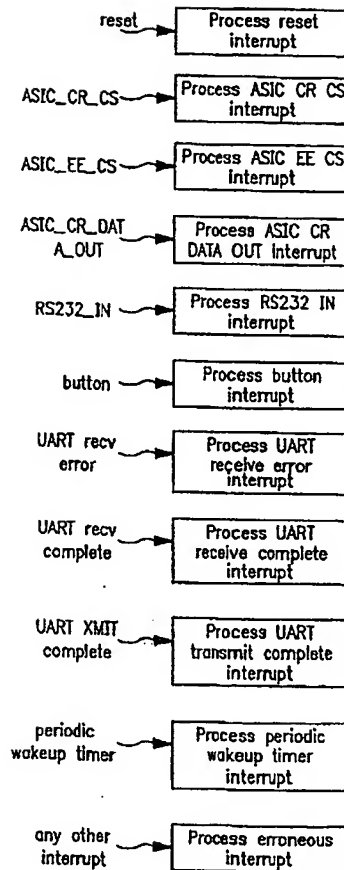 reset
Process reset
interrupt
ASIC_CR_CS
Process ASIC CR CS
interrupt
ASIC_EE_CS
Process ASIC EE CS
interrupt
ASIC_CR_DAT
A_OUT
Process ASIC CR
DATA OUT interrupt
RS232_IN
Process RS232 IN
interrupt
button
Process button
interrupt
UART recv
error
Process UART
receive error
interrupt
UART recv
complete
Process UART
receive complete
interrupt
UART XMIT
complete
Process UART
transmit complete
interrupt
periodic
wakeup timer
Process periodic
wakeup timer
interrupt
any other
interrupt
Process erroneous
interrupt